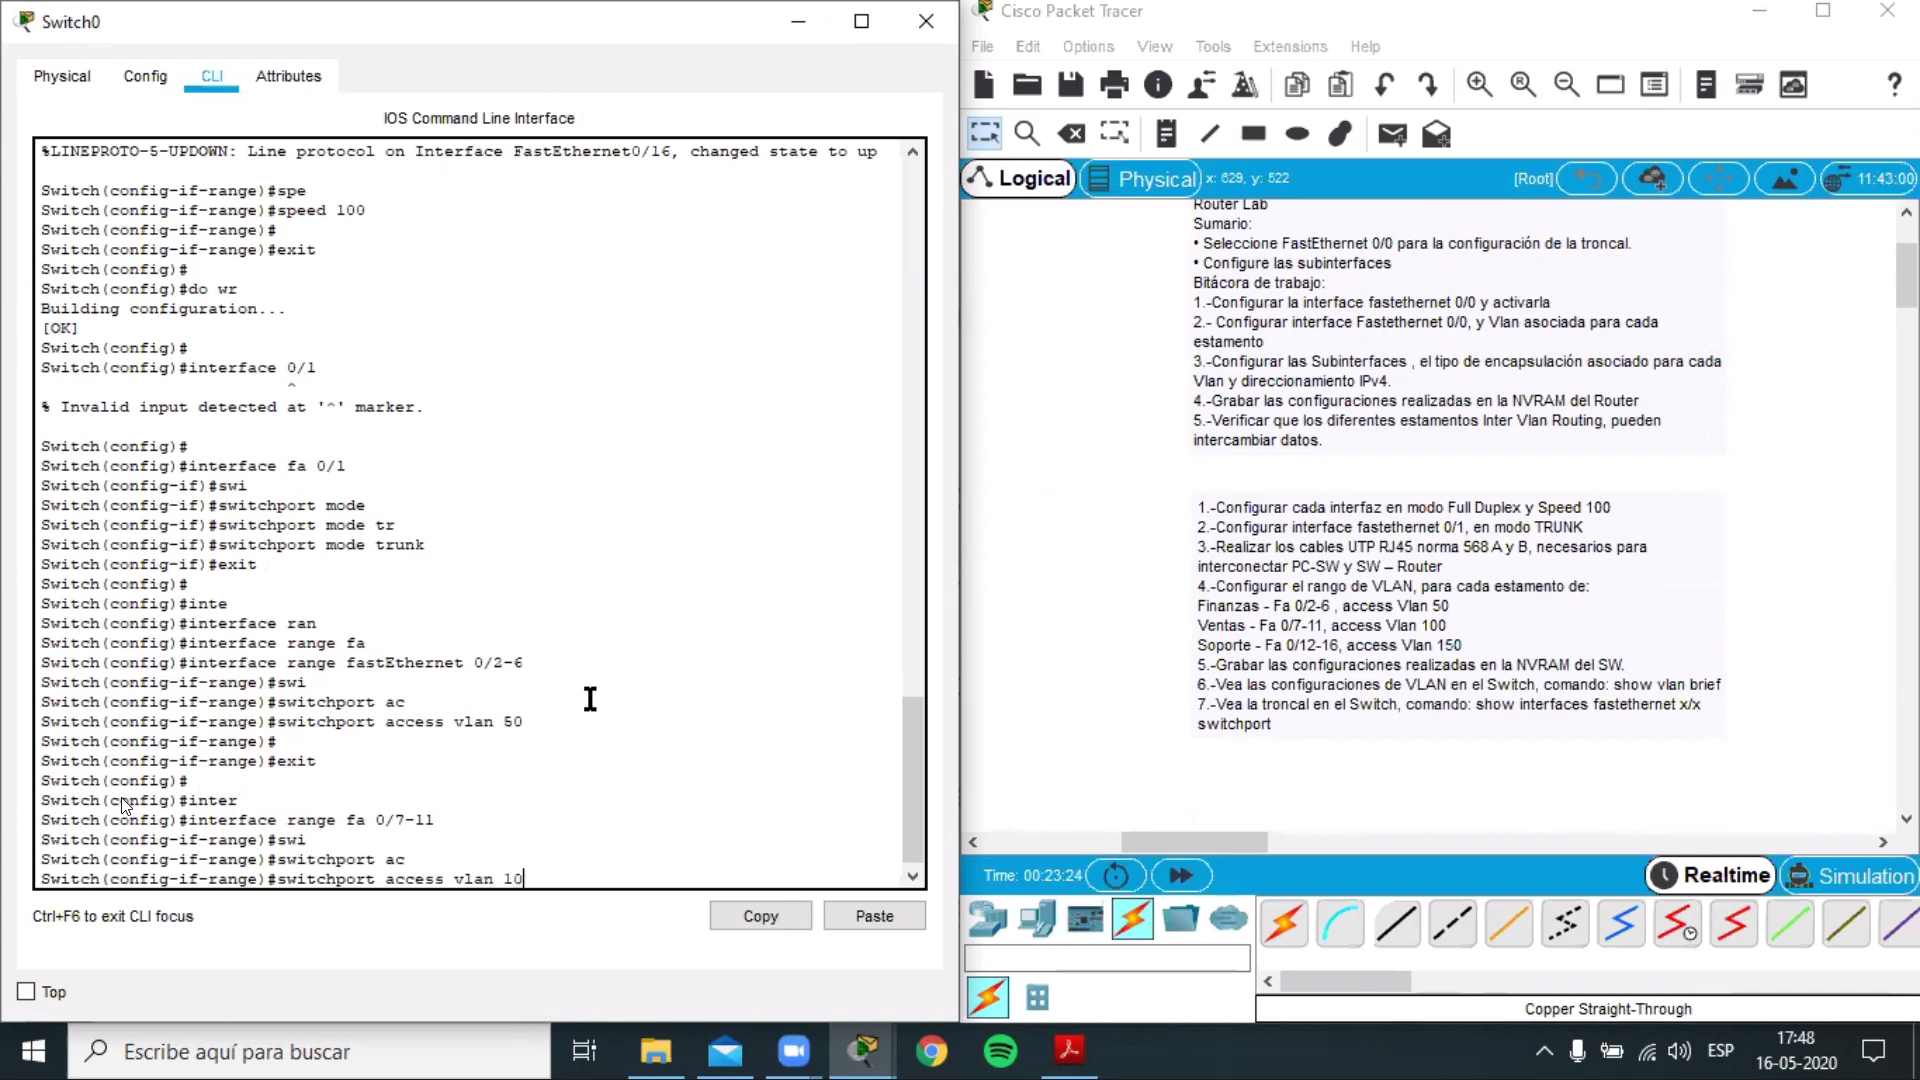 Switch0
Physical
Config
CLI
Attributes
IOS Command Line Interface
%LINEPROTO-5-UPDOWN: Line protocol on Interface FastEthernet0/16, changed state to up
Switch(config-if-range)#spe
Switch(config-if-range)#speed 100
Switch(config-if-range)#
Switch(config-if-range)#exit
Switch(config)#
Switch(config)#do wr
Building configuration...
[OK]
Switch(config)#
Switch(config)#interface 0/1
^
% Invalid input detected at '^' marker.
Switch(config)#
Switch(config)#interface fa 0/1
Switch(config-if)#swi
Switch(config-if)#switchport mode
Switch(config-if)#switchport mode tr
Switch(config-if)#switchport mode trunk
Switch(config-if)#exit
Switch(config)#
Switch(config)#inte
Switch(config)#interface ran
Switch(config)#interface range fa
Switch(config)#interface range fastEthernet 0/2-6
Switch(config-if-range)#swi
Switch(config-if-range)#switchport ac
Switch(config-if-range)#switchport access vlan 50
Switch(config-if-range)#
Switch(config-if-range)#exit
Switch(config)#
Switch(config)#inter
Switch(config)#interface range fa 0/7-11
Switch(config-if-range)#swi
Switch(config-if-range)#switchport ac
Switch(config-if-range)#switchport access vlan 10
Ctrl+F6 to exit CLI focus
Copy
Paste
Top
Cisco Packet Tracer
File
Edit
Options
View
Tools
Extensions
Help
?
Logical
Physical
x: 829, y: 522
[Root]
11:43:00
Router Lab
Sumario:
• Seleccione FastEthernet 0/0 para la configuración de la troncal.
• Configure las subinterfaces
Bitácora de trabajo:
1.-Configurar la interface fastethernet 0/0 y activarla
2.- Configurar interface Fastethernet 0/0, y Vlan asociada para cada
estamento
3.-Configurar las Subinterfaces , el tipo de encapsulación asociado para cada
Vlan y direccionamiento IPv4.
4.-Grabar las configuraciones realizadas en la NVRAM del Router
5.-Verificar que los diferentes estamentos Inter Vlan Routing, pueden
intercambiar datos.
1.-Configurar cada interfaz en modo Full Duplex y Speed 100
2.-Configurar interface fastethernet 0/1, en modo TRUNK
3.-Realizar los cables UTP RJ45 norma 568 A y B, necesarios para
interconectar PC-SW y SW – Router
4.-Configurar el rango de VLAN, para cada estamento de:
Finanzas - Fa 0/2-6 , access Vlan 50
Ventas - Fa 0/7-11, access Vlan 100
Soporte - Fa 0/12-16, access Vlan 150
5.-Grabar las configuraciones realizadas en la NVRAM del SW.
6.-Vea las configuraciones de VLAN en el Switch, comando: show vlan brief
7.-Vea la troncal en el Switch, comando: show interfaces fastethernet x/x
switchport
Time: 00:23:24
Realtime
Simulation
Copper Straight-Through
Escribe aquí para buscar
ESP
17:48
16-05-2020